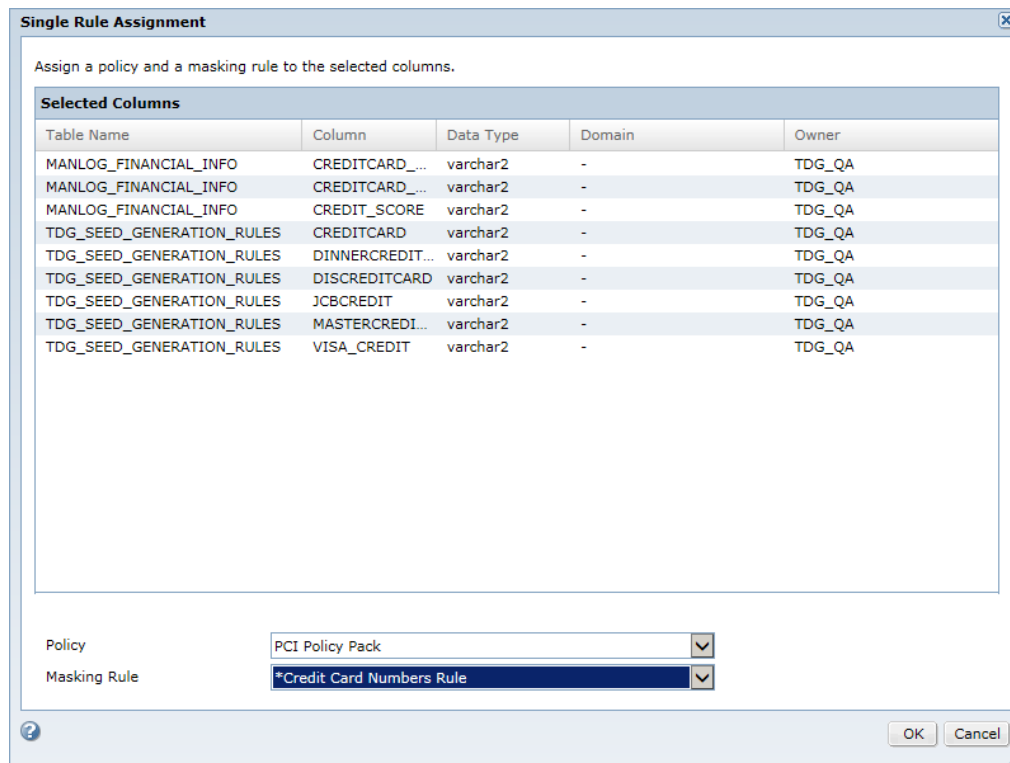 Single Rule Assignment
Assign a policy and a masking rule to the selected columns.
Selected Columns
Table Name Column Data Type Domain Owner
MANLOG_FINANCIAL_INFO CREDITCARD_... varchar2 - TDG_QA
MANLOG_FINANCIAL_INFO CREDITCARD_... varchar2 - TDG_QA
MANLOG_FINANCIAL_INFO CREDIT_SCORE varchar2 - TDG_QA
TDG_SEED_GENERATION_RULES CREDITCARD varchar2 - TDG_QA
TDG_SEED_GENERATION_RULES DINNERCREDIT... varchar2 - TDG_QA
TDG_SEED_GENERATION_RULES DISCREDITCARD varchar2 - TDG_QA
TDG_SEED_GENERATION_RULES JCBCREDIT varchar2 - TDG_QA
TDG_SEED_GENERATION_RULES MASTERCREDI... varchar2 - TDG_QA
TDG_SEED_GENERATION_RULES VISA_CREDIT varchar2 - TDG_QA
Policy PCI Policy Pack
Masking Rule *Credit Card Numbers Rule
? OK Cancel